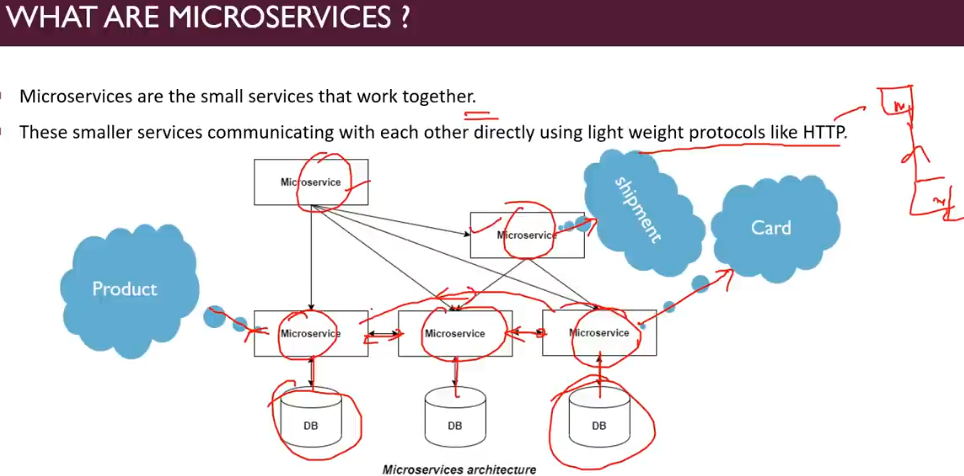 WHAT ARE MICROSERVICES ?
Microservices are the small services that work together.
These smaller services communicating with each other directly using light weight protocols like HTTP.
Microservice
shipment
Microservice
Card
Product
Microservice
Microservice
Microservice
DB
DB
DB
Microservices architecture